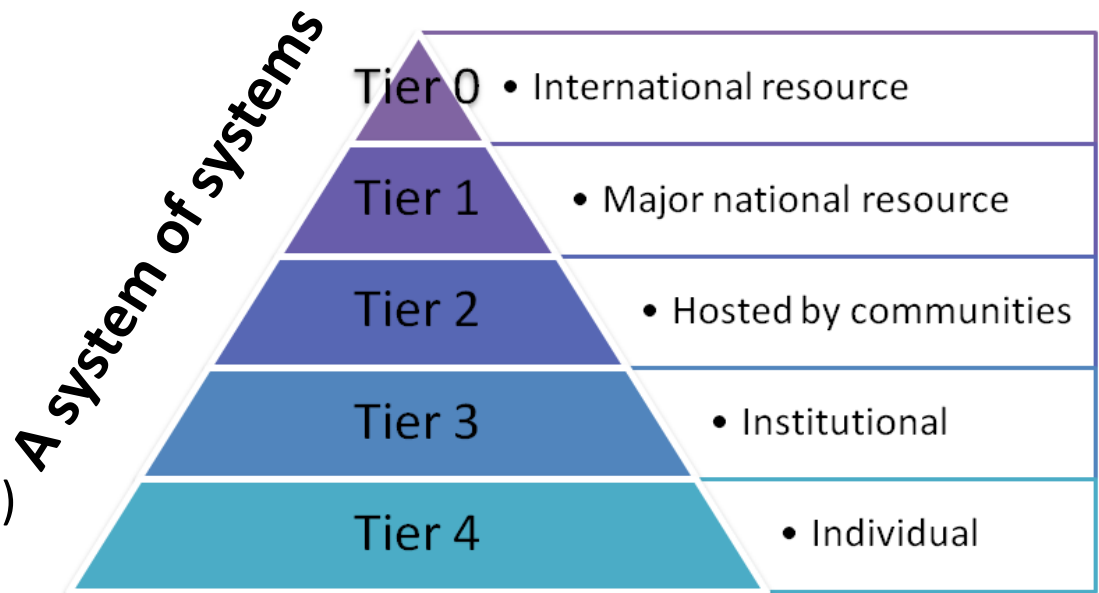 A system of systems
)
Tier 0 • International resource
Tier 1 • Major national resource
Tier 2 • Hosted by communities
Tier 3 • Institutional
Tier 4 • Individual